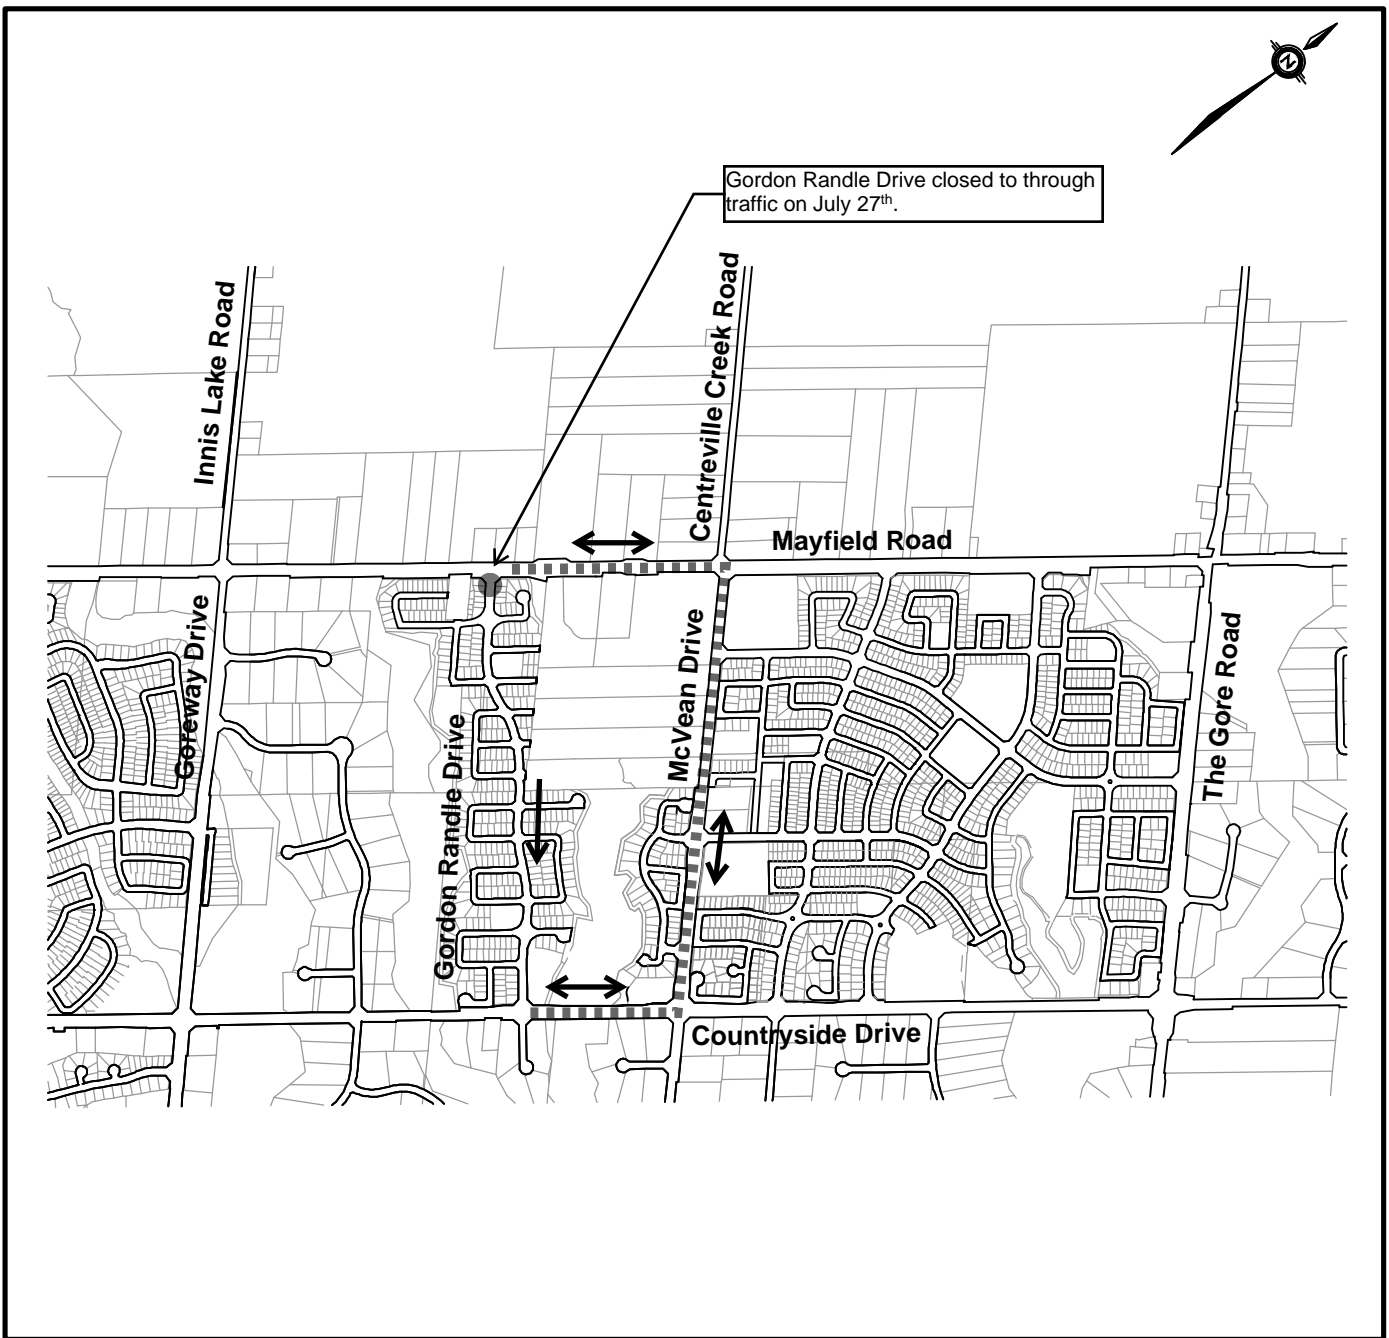 N
Gordon Randle Drive closed to through
traffic on July 27th.
Innis Lake Road
Centreville Creek Road
Mayfield Road
Goreway Drive
Gordon Randle Drive
McVean Drive
The Gore Road
Countryside Drive